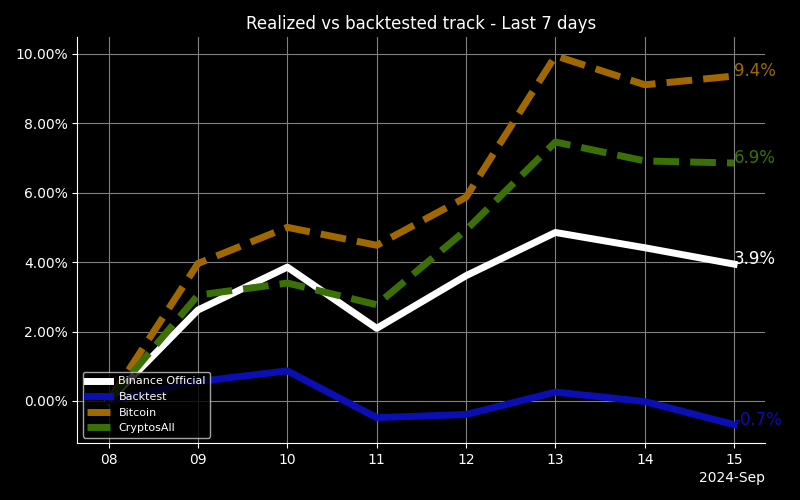 Realized vs backtested track - Last 7 days
10.00%
8.00%
6.00%
4.00%
2.00%
0.00%
9.4%
6.9%
3.9%
-0.7%
Binance Official
Backtest
Bitcoin
CryptosAll
08 09 10 11 12 13 14 15
2024-Sep